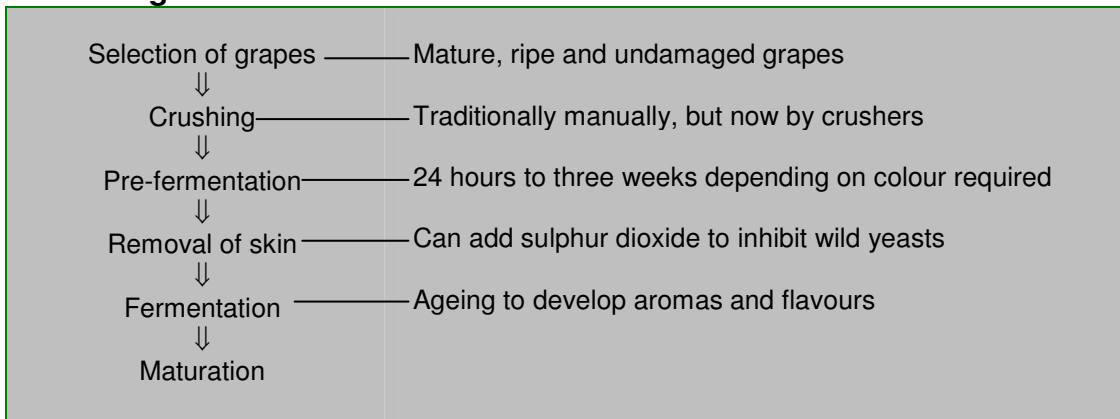 Selection of grapes Mature, ripe and undamaged grapes
⇓
Crushing Traditionally manually, but now by crushers
⇓
Pre-fermentation 24 hours to three weeks depending on colour required
⇓
Removal of skin Can add sulphur dioxide to inhibit wild yeasts
⇓
Fermentation Ageing to develop aromas and flavours
⇓
Maturation